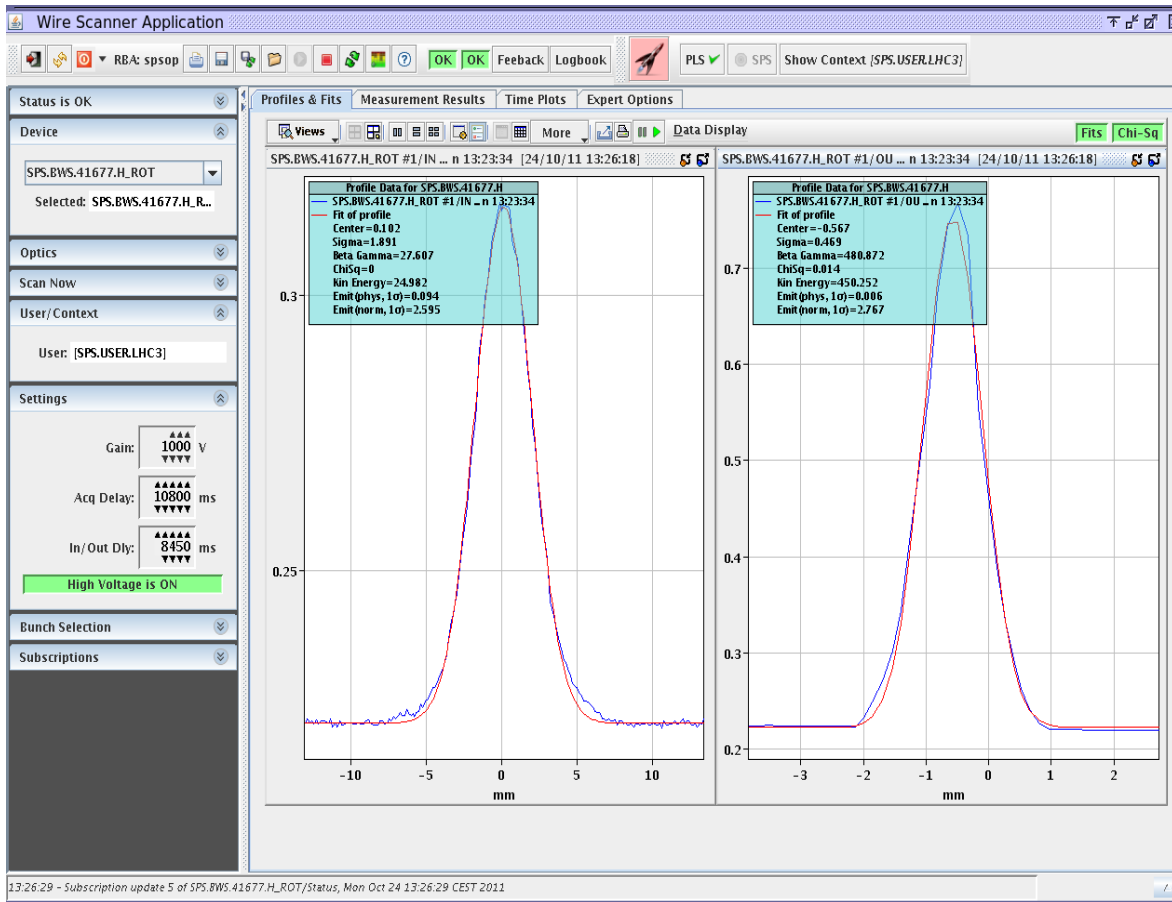 Wire Scanner Application
RBA: spsop
OK OK Feeback Logbook
PLS SPS Show Context [SPS.USER.LHC3]
Status is OK
Device
SPS.BWS.41677.H_ROT
Selected: SPS.BWS.41677.H_R...
Optics
Scan Now
User/Context
User: [SPS.USER.LHC3]
Settings
Gain: 1000 V
Acq Delay: 10800 ms
In/Out Dly: 8450 ms
High Voltage is ON
Bunch Selection
Subscriptions
Profiles & Fits Measurement Results Time Plots Expert Options
Views More Data Display Fits Chi-Sq
SPS.BWS.41677.H_ROT #1/IN ... n 13:23:34 [24/10/11 13:26:18]
Profile Data for SPS.BWS.41677.H
SPS.BWS.41677.H_ROT #1/IN ... n 13:23:34
Fit of profile
Center=0.102
Sigma=1.891
Beta Gamma=27.607
ChiSq=0
Kin Energy=24.982
Emit(phys, 1σ)=0.094
Emit(norm, 1σ)=2.595
0.3
0.25
-10 -5 0 5 10
mm
SPS.BWS.41677.H_ROT #1/OU ... n 13:23:34 [24/10/11 13:26:18]
Profile Data for SPS.BWS.41677.H
SPS.BWS.41677.H_ROT #1/OU ... n 13:23:34
Fit of profile
Center=-0.567
Sigma=0.469
Beta Gamma=480.872
ChiSq=0.014
Kin Energy=450.252
Emit(phys, 1σ)=0.006
Emit(norm, 1σ)=2.767
0.7
0.6
0.5
0.4
0.3
0.2
-3 -2 -1 0 1 2
mm
13:26:29 - Subscription update 5 of SPS.BWS.41677.H_ROT/Status, Mon Oct 24 13:26:29 CEST 2011